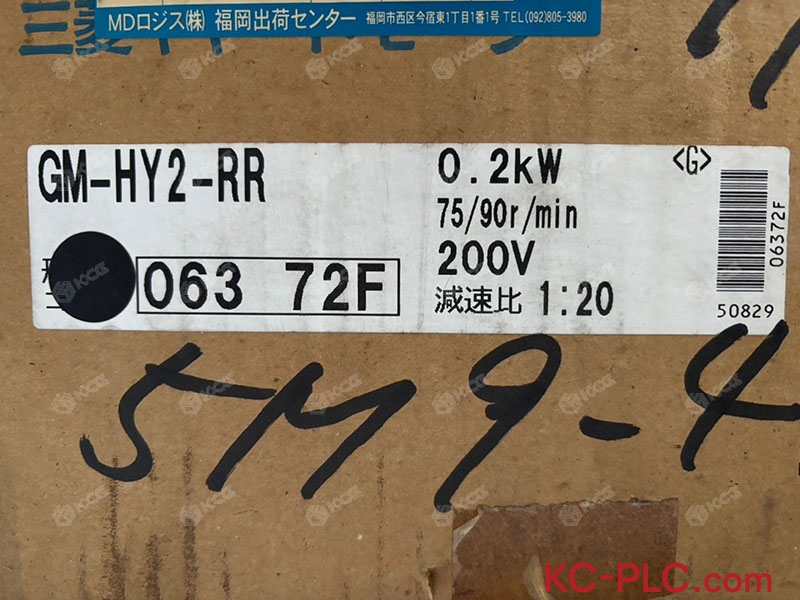 MDロジス(株) 福岡出荷センター 福岡市西区今宿東1丁目1番1号 TEL(092)805-3980
GM-HY2-RR
0.2kW
<G>
75/90r/min
200V
063 72F
減速比 1:20
06372F
50829
5M9-4
KC-PLC.com